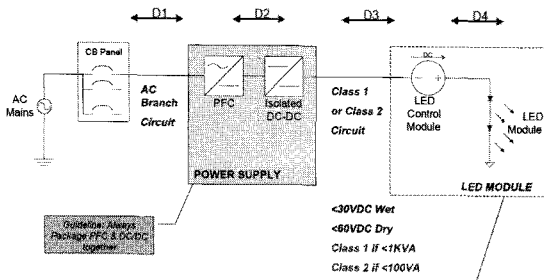 D1
D2
D3
D4
CB Panel
AC
Mains
AC
Branch
Circuit
PFC
Isolated
DC-DC
POWER SUPPLY
Class 1
or Class 2
Circuit
DC
LED
Control
Module
LED
Module
LED MODULE
Guideline: Always
Package PFC & DC/DC
together
<30VDC Wet
<60VDC Dry
Class 1 if <1KVA
Class 2 if <100VA